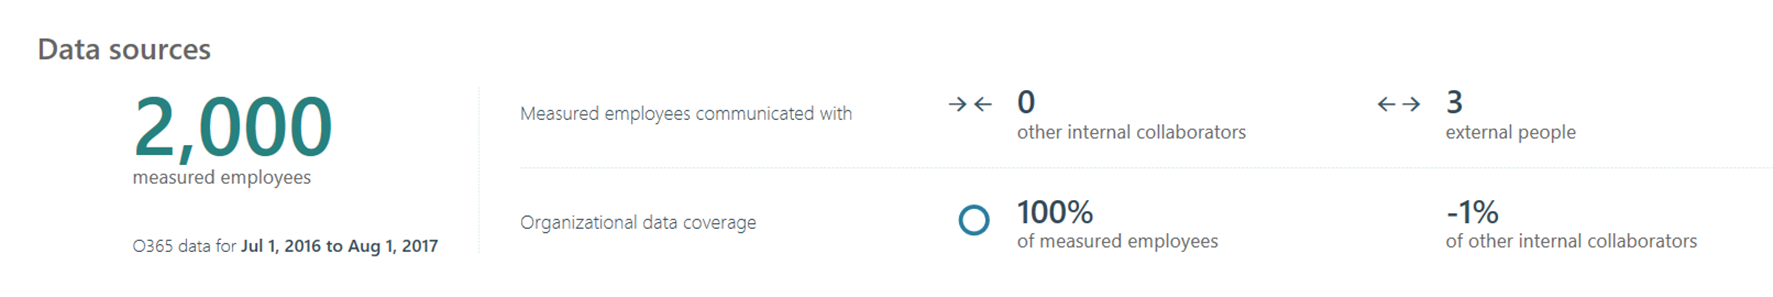 Data sources
2,000
measured employees
O365 data for Jul 1, 2016 to Aug 1, 2017
Measured employees communicated with
0
other internal collaborators
3
external people
Organizational data coverage
100%
of measured employees
-1%
of other internal collaborators